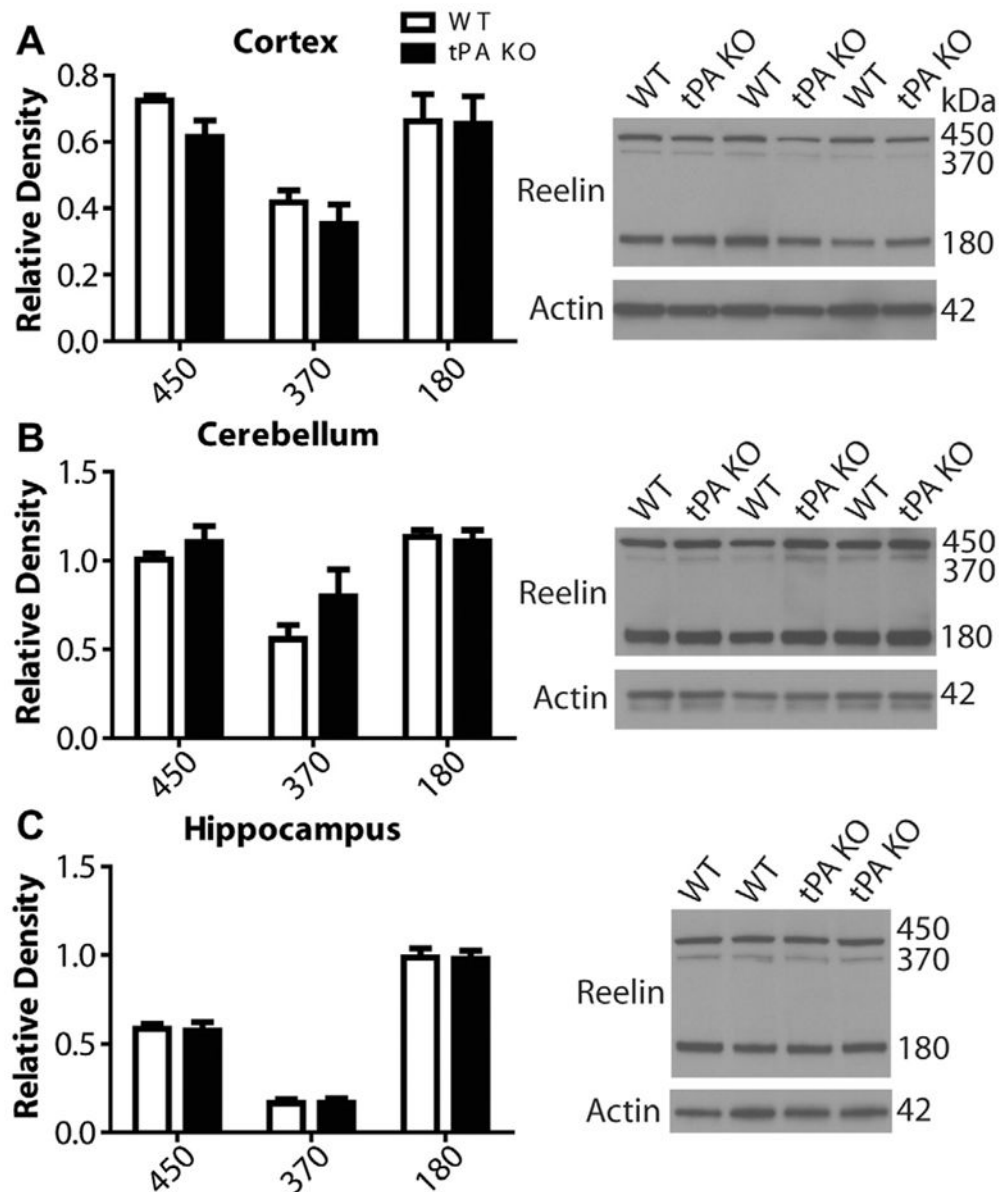 A
Cortex
WT
tPA KO
Relative Density
0.8
0.6
0.4
0.2
0.0
450
370
180
WT
tPA KO
WT
tPA KO
WT
tPA KO
kDa
Reelin
450
370
180
Actin
42
B
Cerebellum
Relative Density
1.5
1.0
0.5
0.0
450
370
180
WT
tPA KO
WT
tPA KO
WT
tPA KO
Reelin
450
370
180
Actin
42
C
Hippocampus
Relative Density
1.5
1.0
0.5
0.0
450
370
180
WT
WT
tPA KO
tPA KO
Reelin
450
370
180
Actin
42